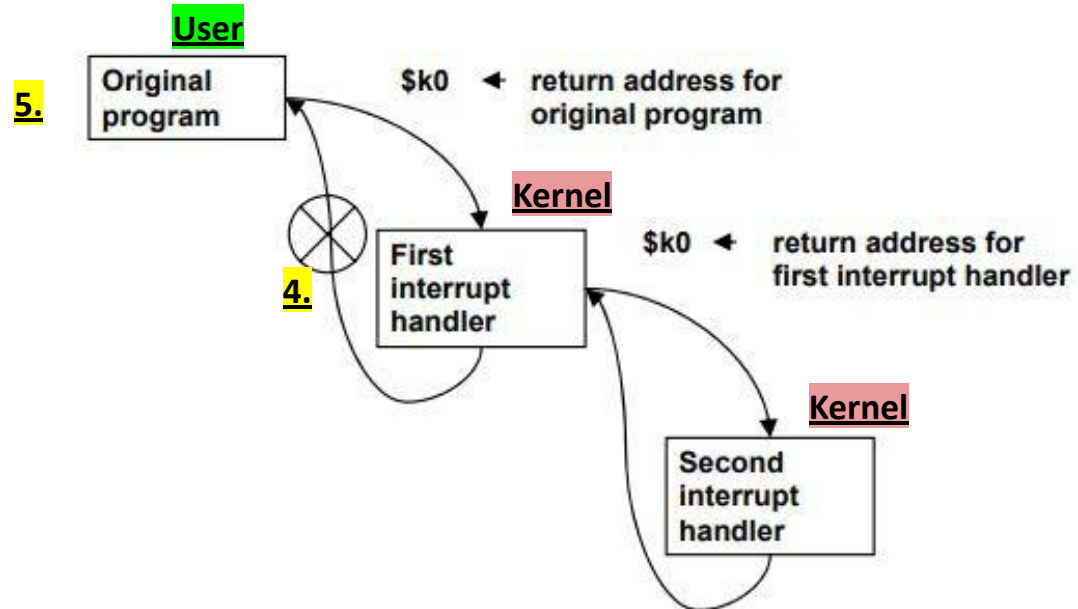 User
5.
Original
program
$k0 ← return address for
original program
Kernel
4.
First
interrupt
handler
$k0 ← return address for
first interrupt handler
Kernel
Second
interrupt
handler